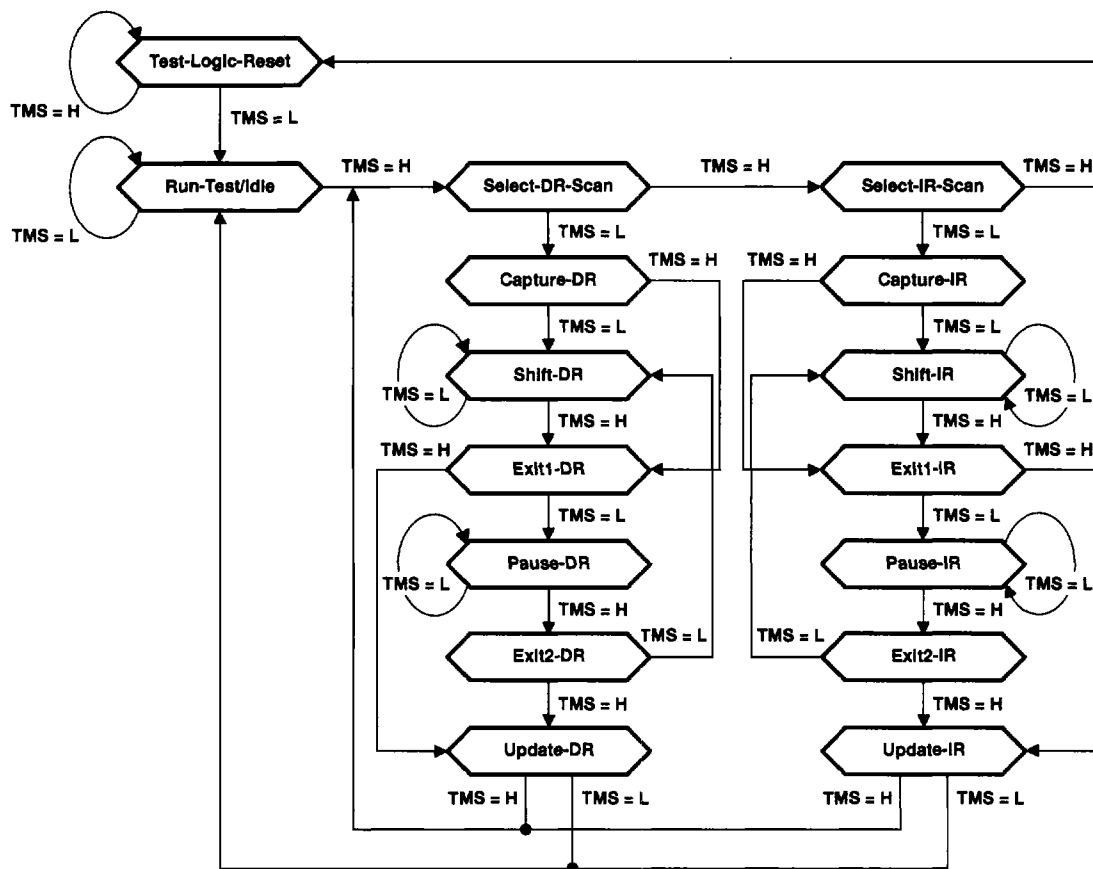 Test-Logic-Reset
TMS = H
TMS = L
TMS = H
TMS = H
TMS = H
Run-Test/Idle
Select-DR-Scan
Select-IR-Scan
TMS = L
TMS = L
TMS = L
TMS = H
TMS = H
Capture-DR
Capture-IR
TMS = L
TMS = L
Shift-DR
Shift-IR
TMS = L
TMS = L
TMS = H
TMS = H
TMS = H
TMS = H
Exit1-DR
Exit1-IR
TMS = L
TMS = L
Pause-DR
Pause-IR
TMS = L
TMS = L
TMS = H
TMS = H
TMS = L
TMS = L
Exit2-DR
Exit2-IR
TMS = H
TMS = H
Update-DR
Update-IR
TMS = H
TMS = L
TMS = H
TMS = L